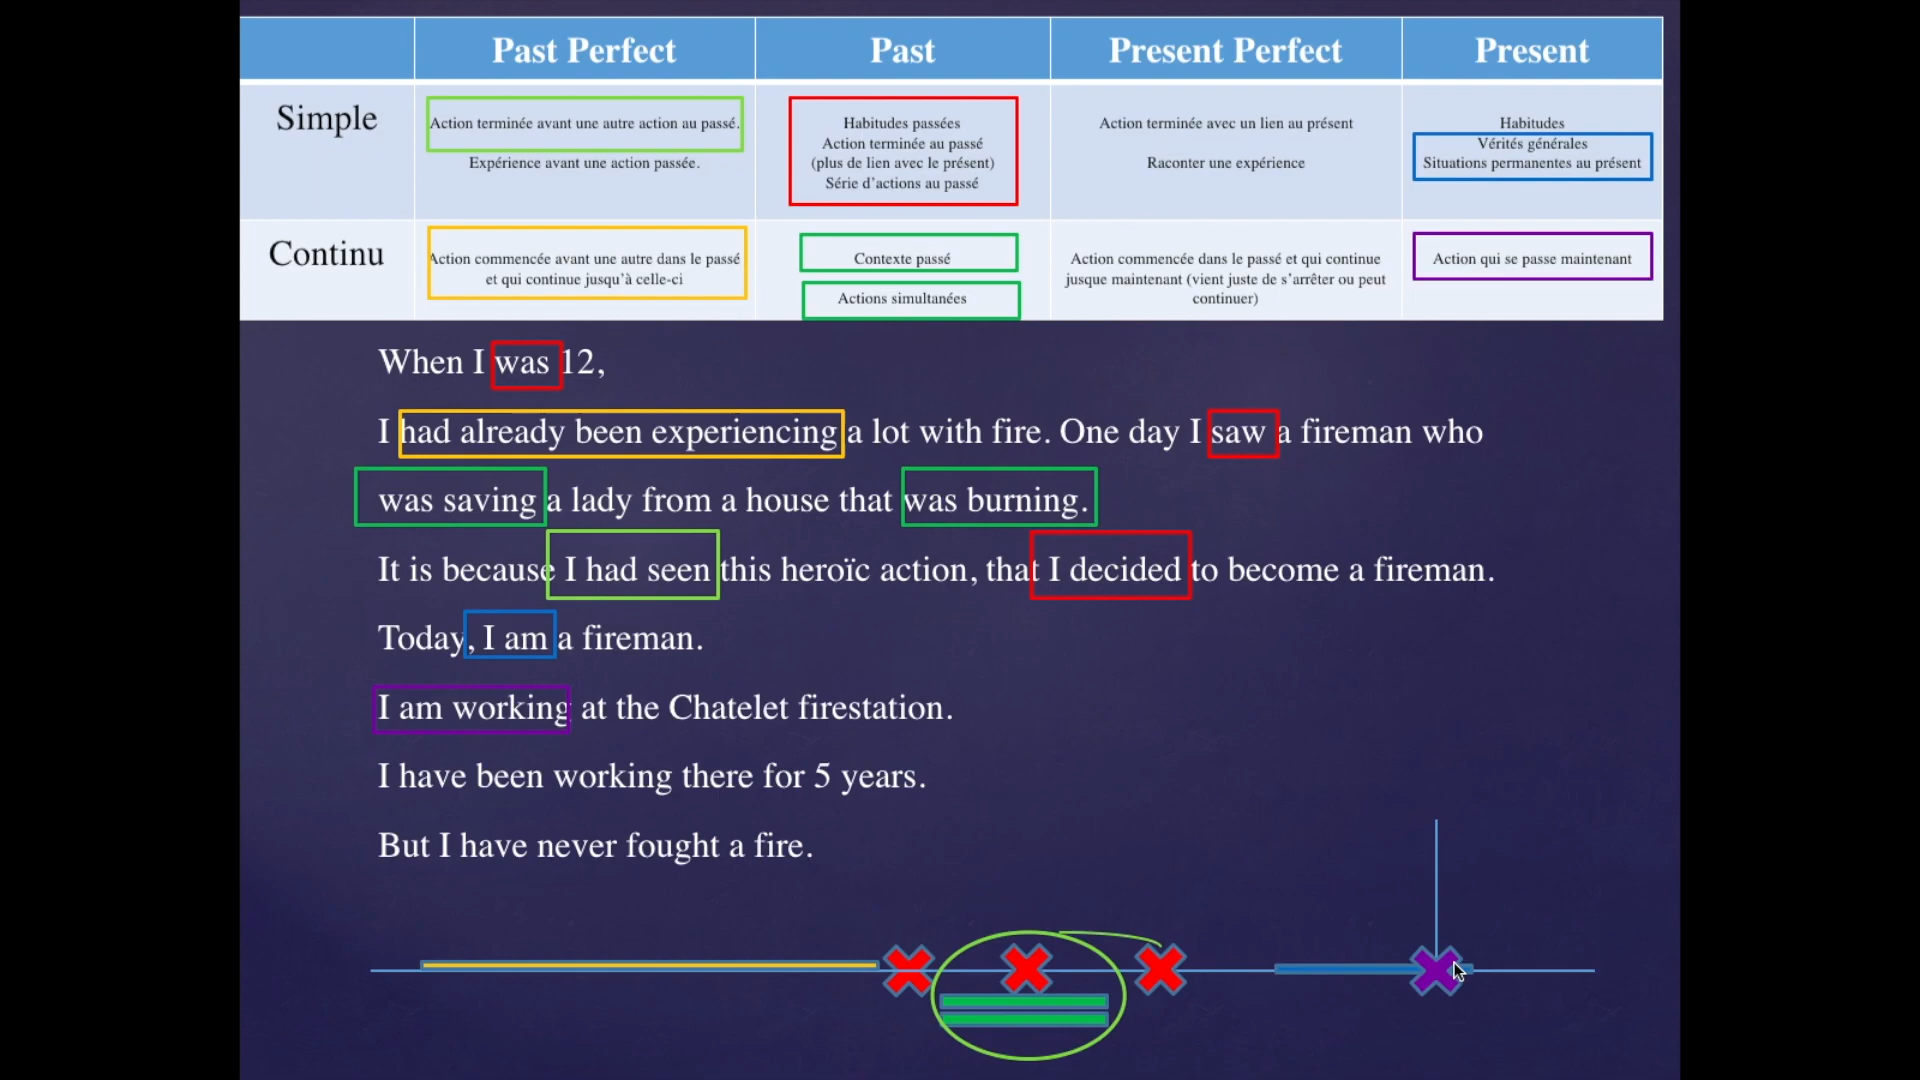 Past Perfect Past Present Perfect Present
Simple
Action terminée avant une autre action au passé.
Expérience avant une action passée.
Habitudes passées
Action terminée au passé
(plus de lien avec le présent)
Série d’actions au passé
Action terminée avec un lien au présent
Raconter une expérience
Habitudes
Vérités générales
Situations permanentes au présent
Continu
Action commencée avant une autre dans le passé
et qui continue jusqu’à celle-ci
Contexte passé
Actions simultanées
Action commencée dans le passé et qui continue
jusque maintenant (vient juste de s’arrêter ou peut
continuer)
Action qui se passe maintenant
When I was 12,
I had already been experiencing a lot with fire. One day I saw a fireman who
was saving a lady from a house that was burning.
It is because I had seen this heroïc action, that I decided to become a fireman.
Today, I am a fireman.
I am working at the Chatelet firestation.
I have been working there for 5 years.
But I have never fought a fire.